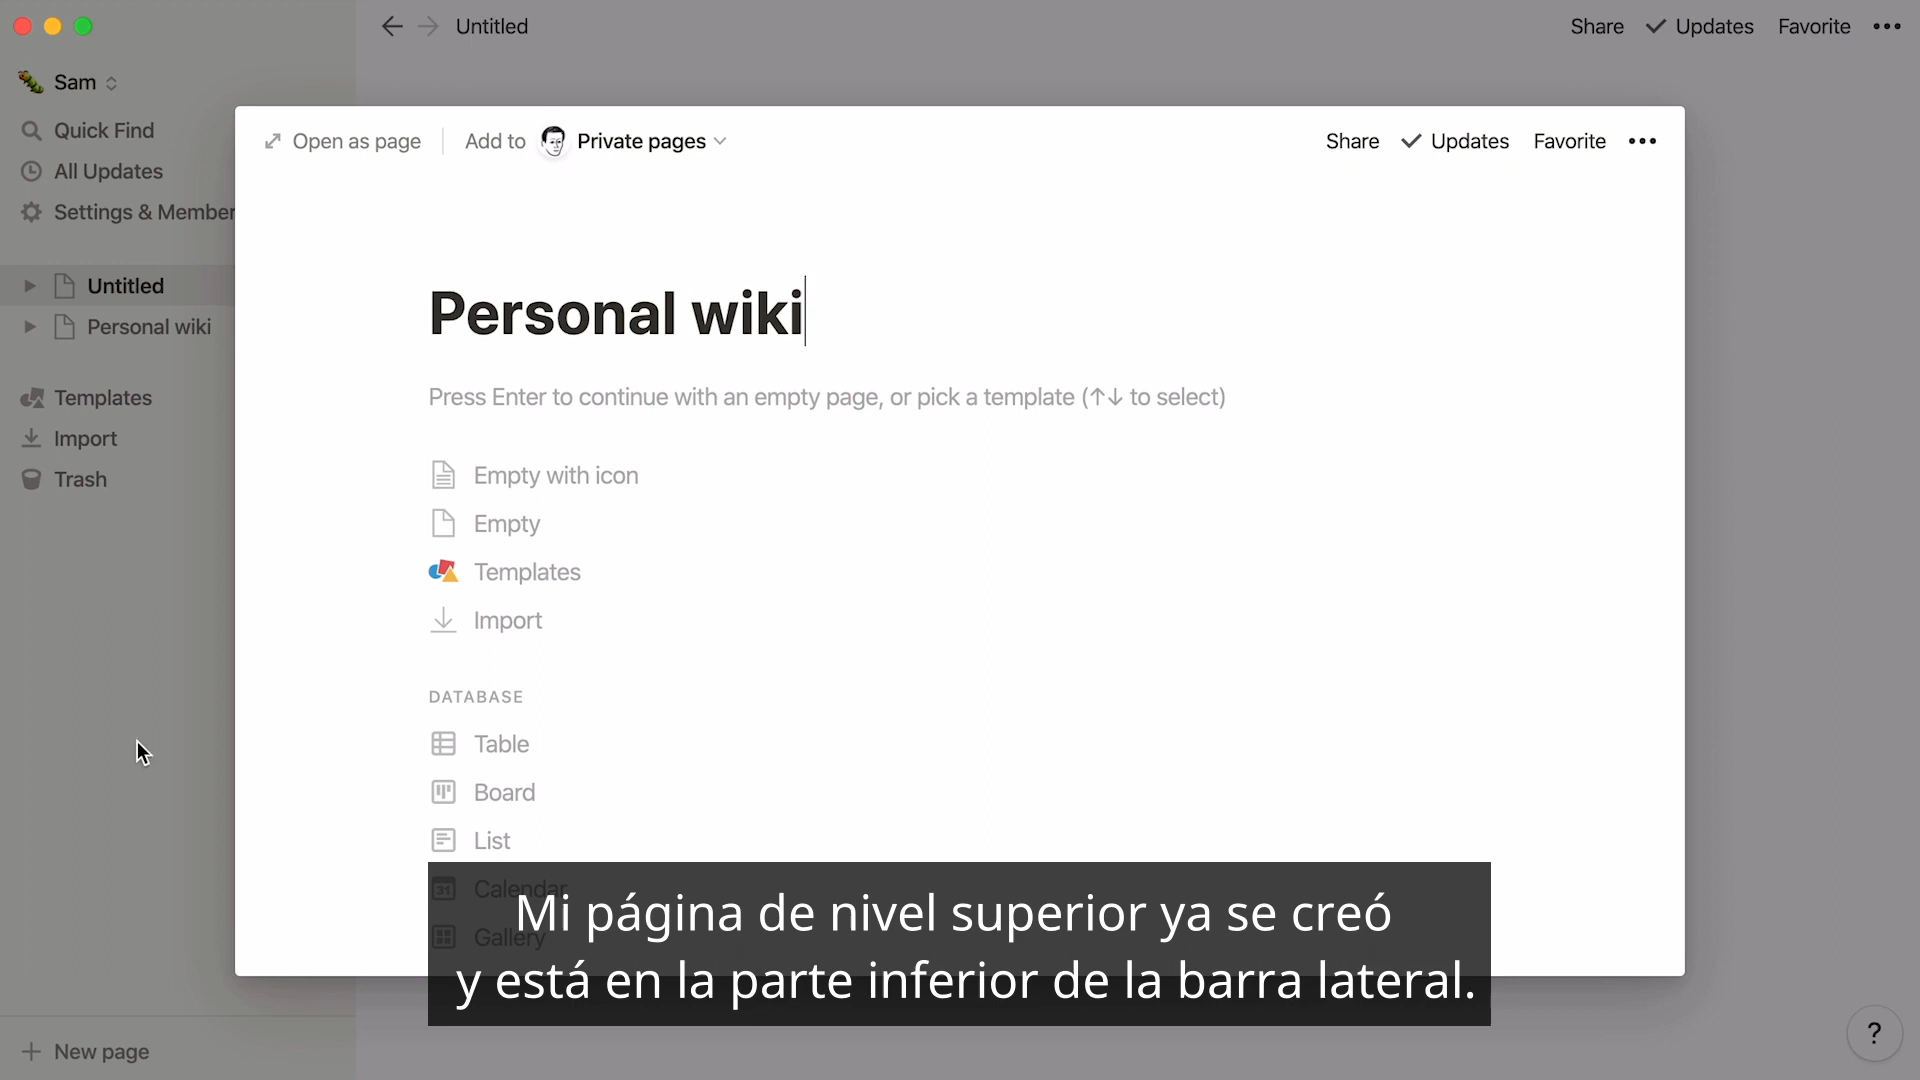 Untitled
Share
Updates
Favorite
Sam
Quick Find
All Updates
Settings & Member
Untitled
Personal wiki
Templates
Import
Trash
New page
Open as page
Add to
Private pages
Share
Updates
Favorite
Personal wiki
Press Enter to continue with an empty page, or pick a template (↑↓ to select)
Empty with icon
Empty
Templates
Import
DATABASE
Table
Board
List
31 Calendar
Gallery
Mi página de nivel superior ya se creó
y está en la parte inferior de la barra lateral.
?